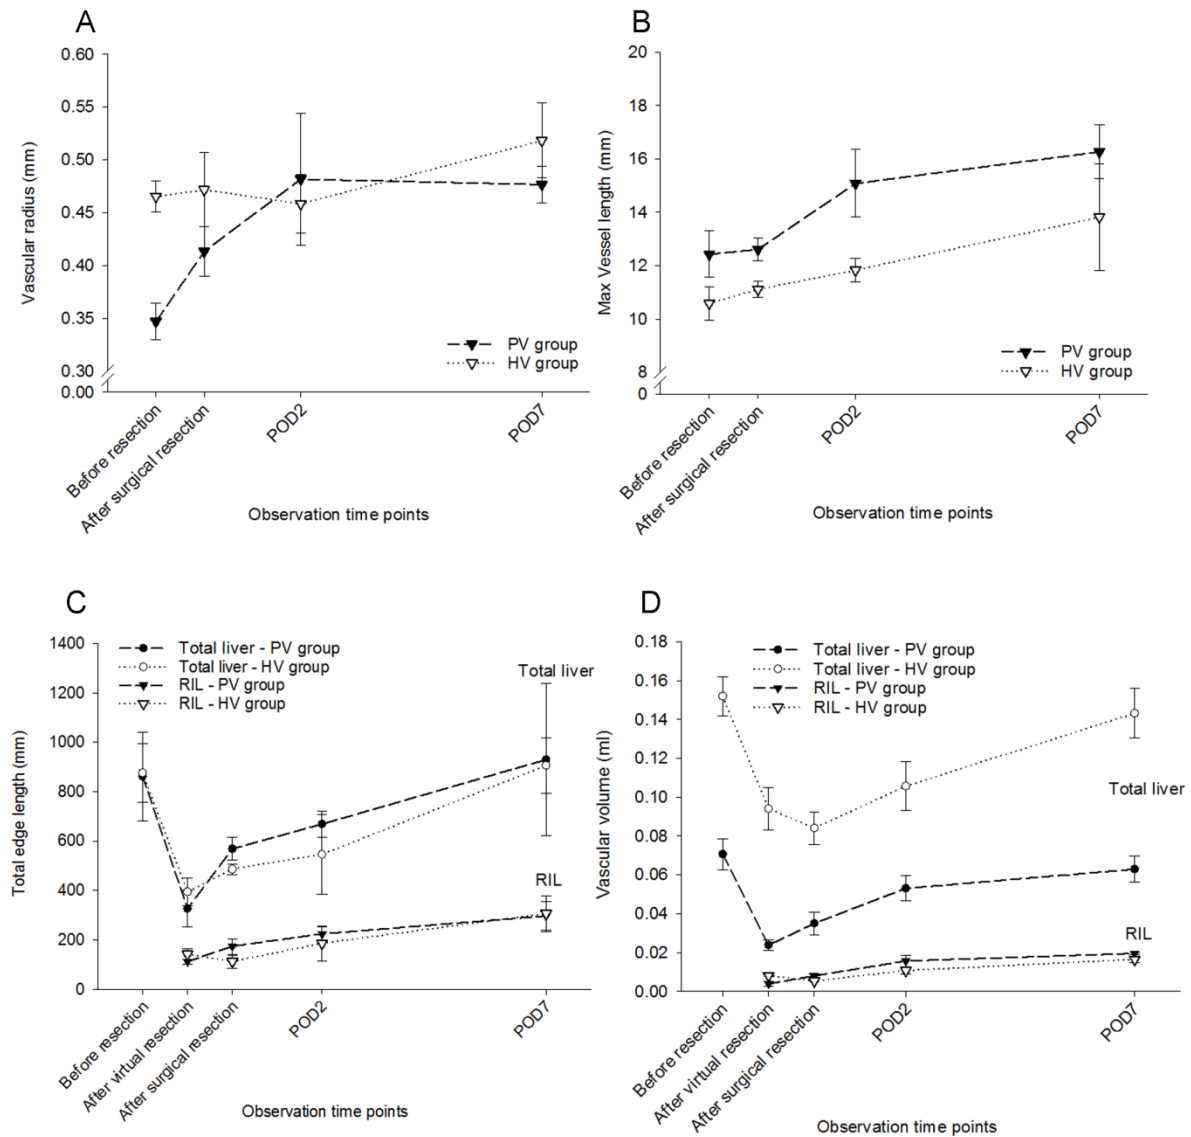 A
Vascular radius (mm)
0.60
0.55
0.50
0.45
0.40
0.35
0.30
0.00
PV group
HV group
Before resection
After surgical resection
POD2
POD7
Observation time points
B
Max Vessel length (mm)
20
18
16
14
12
10
8
0
PV group
HV group
Before resection
After surgical resection
POD2
POD7
Observation time points
C
Total edge length (mm)
1400
1200
1000
800
600
400
200
0
Total liver - PV group
Total liver - HV group
RIL - PV group
RIL - HV group
Total liver
RIL
Before resection
After virtual resection
After surgical resection
POD2
POD7
Observation time points
D
Vascular volume (ml)
0.18
0.16
0.14
0.12
0.10
0.08
0.06
0.04
0.02
0.00
Total liver - PV group
Total liver - HV group
RIL - PV group
RIL - HV group
Total liver
RIL
Before resection
After virtual resection
After surgical resection
POD2
POD7
Observation time points